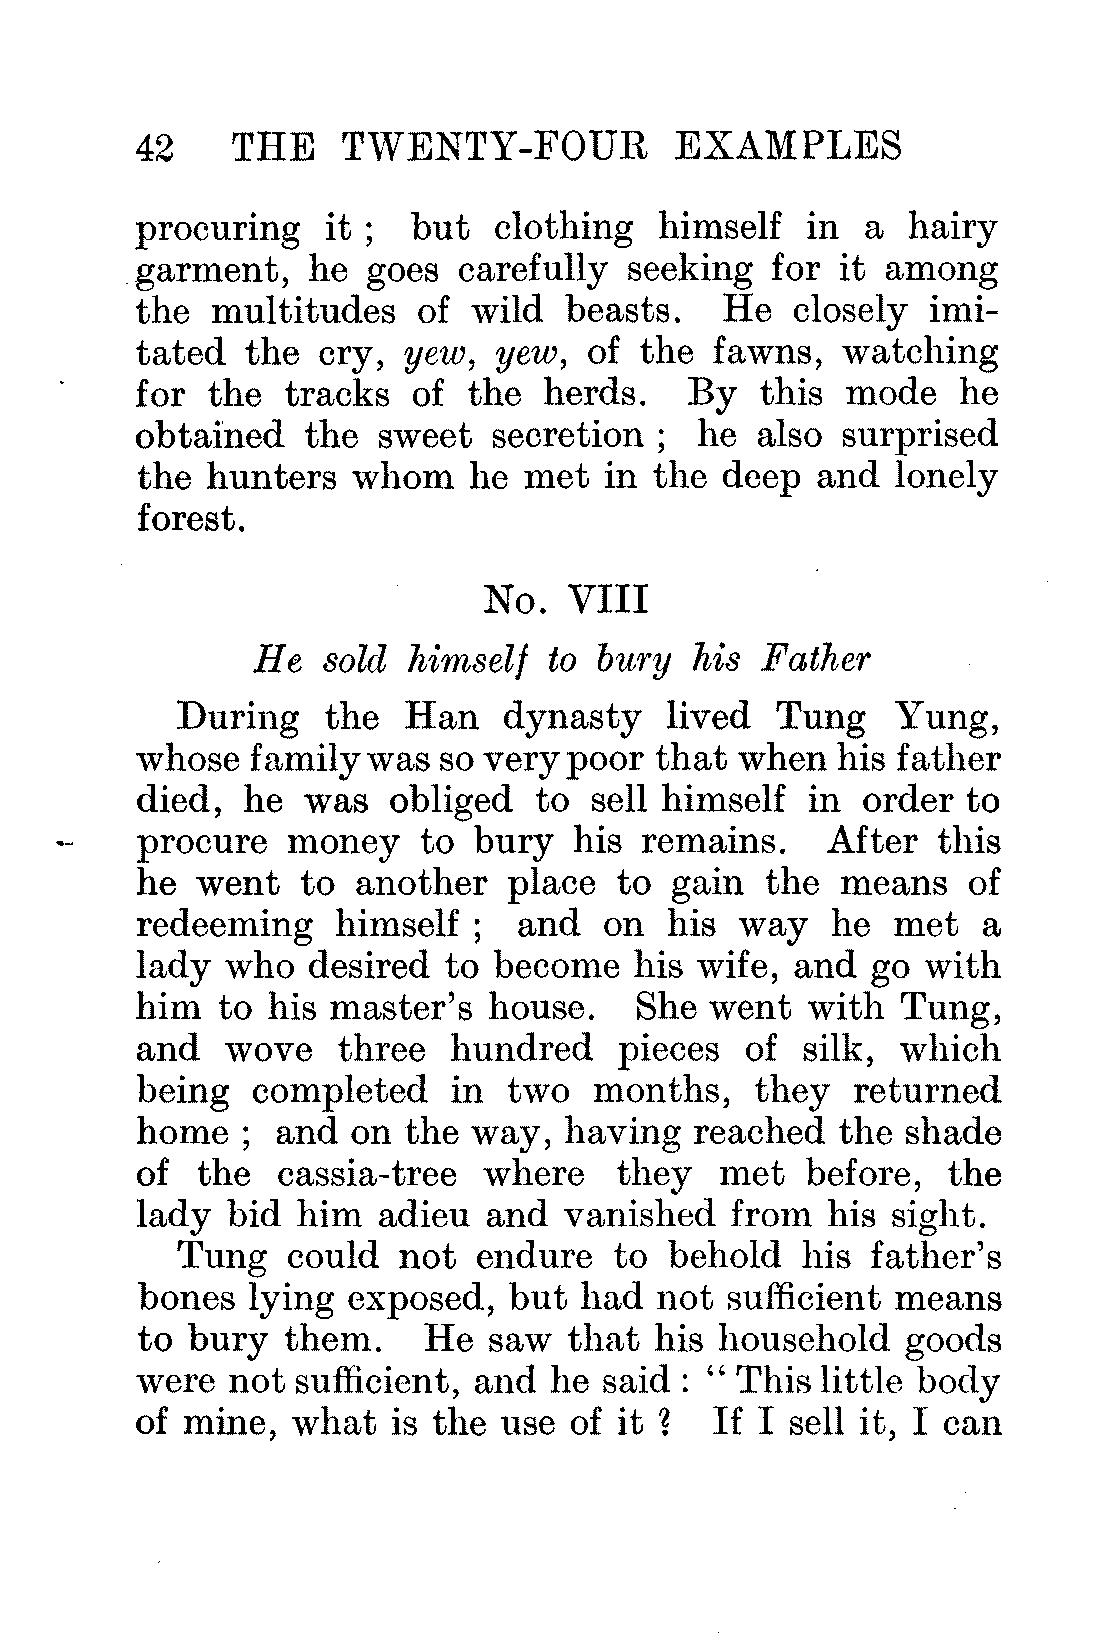 42 THE TWENTY-FOUR EXAMPLES
procuring it ; but clothing himself in a hairy
garment, he goes carefully seeking for it among
the multitudes of wild beasts. He closely imi-
tated the cry, yew, yew, of the fawns, watching
for the tracks of the herds. By this mode he
obtained the sweet secretion ; he also surprised
the hunters whom he met in the deep and lonely
forest.
No. VIII
He sold himself to bury his Father
During the Han dynasty lived Tung Yung,
whose family was so very poor that when his father
died, he was obliged to sell himself in order to
procure money to bury his remains. After this
he went to another place to gain the means of
redeeming himself ; and on his way he met a
lady who desired to become his wife, and go with
him to his master's house. She went with Tung,
and wove three hundred pieces of silk, which
being completed in two months, they returned
home ; and on the way, having reached the shade
of the cassia-tree where they met before, the
lady bid him adieu and vanished from his sight.
Tung could not endure to behold his father's
bones lying exposed, but had not sufficient means
to bury them. He saw that his household goods
were not sufficient, and he said : “ This little body
of mine, what is the use of it ? If I sell it, I can